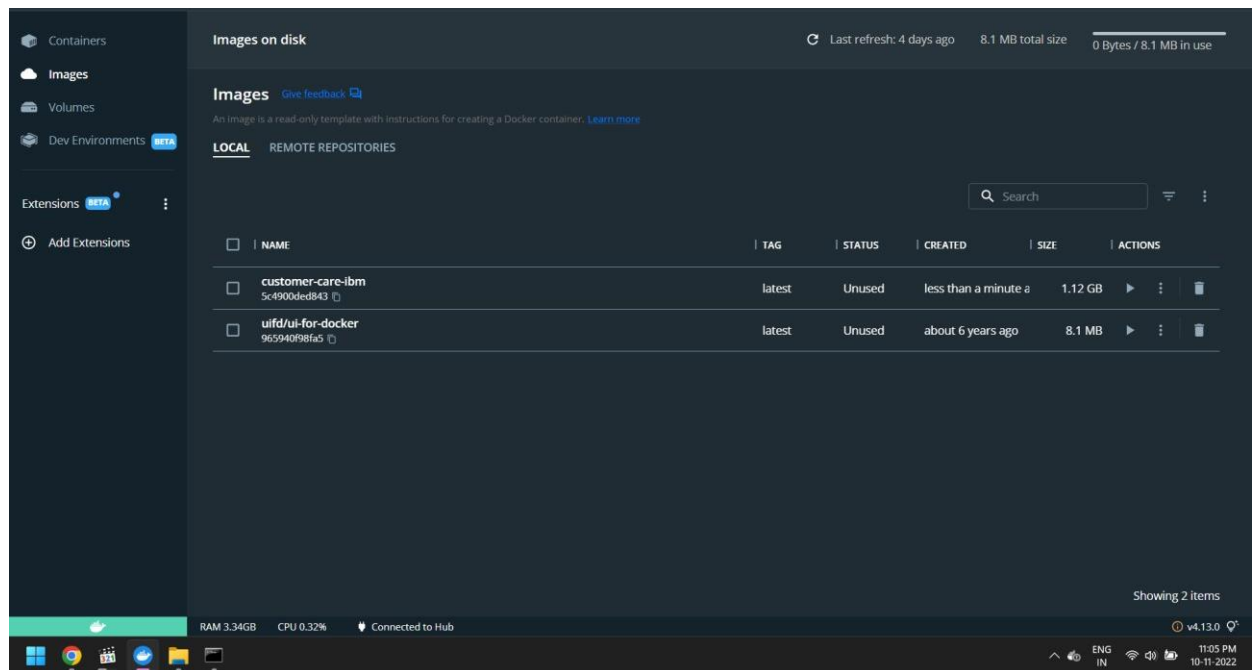 Containers
Images
Volumes
Dev Environments BETA
Extensions BETA
Add Extensions
Images on disk
Last refresh: 4 days ago 8.1 MB total size 0 Bytes / 8.1 MB in use
Images Give feedback
An image is a read-only template with instructions for creating a Docker container. Learn more
LOCAL REMOTE REPOSITORIES
Search
NAME TAG STATUS CREATED SIZE ACTIONS
customer-care-ibm latest Unused less than a minute a 1.12 GB
5c4900ded843
uifd/ui-for-docker latest Unused about 6 years ago 8.1 MB
965940f98fa5
Showing 2 items
RAM 3.34GB CPU 0.32% Connected to Hub v4.13.0
ENG 11:05 PM
IN 10-11-2022